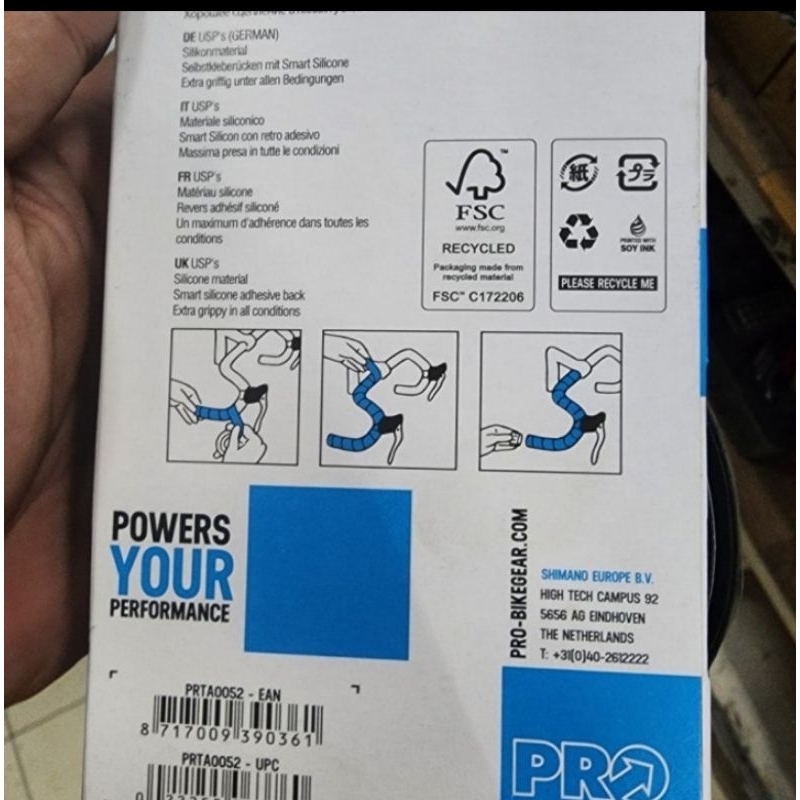 DE USP's (GERMAN)
Silikonmaterial
Selbstkleberücken mit Smart Silicone
Extra griffig unter allen Bedingungen
IT USP's
Materiale siliconico
Smart Silicon con retro adesivo
Massima presa in tutte le condizioni
FR USP's
Matériau silicone
Revers adhésif siliconé
Un maximum d'adhérence dans toutes les
conditions
UK USP's
Silicone material
Smart silicone adhesive back
Extra grippy in all conditions
™
FSC
www.fsc.org
RECYCLED
Packaging made from
recycled material
FSC™ C172206
紙
プラ
PRINTED WITH
SOY INK
PLEASE RECYCLE ME
POWERS
YOUR
PERFORMANCE
PRO-BIKEGEAR.COM
SHIMANO EUROPE B.V.
HIGH TECH CAMPUS 92
5656 AG EINDHOVEN
THE NETHERLANDS
T: +31(0)40-2612222
PRTA0052 - EAN
8 717009 390361
PRTA0052 - UPC
PRO